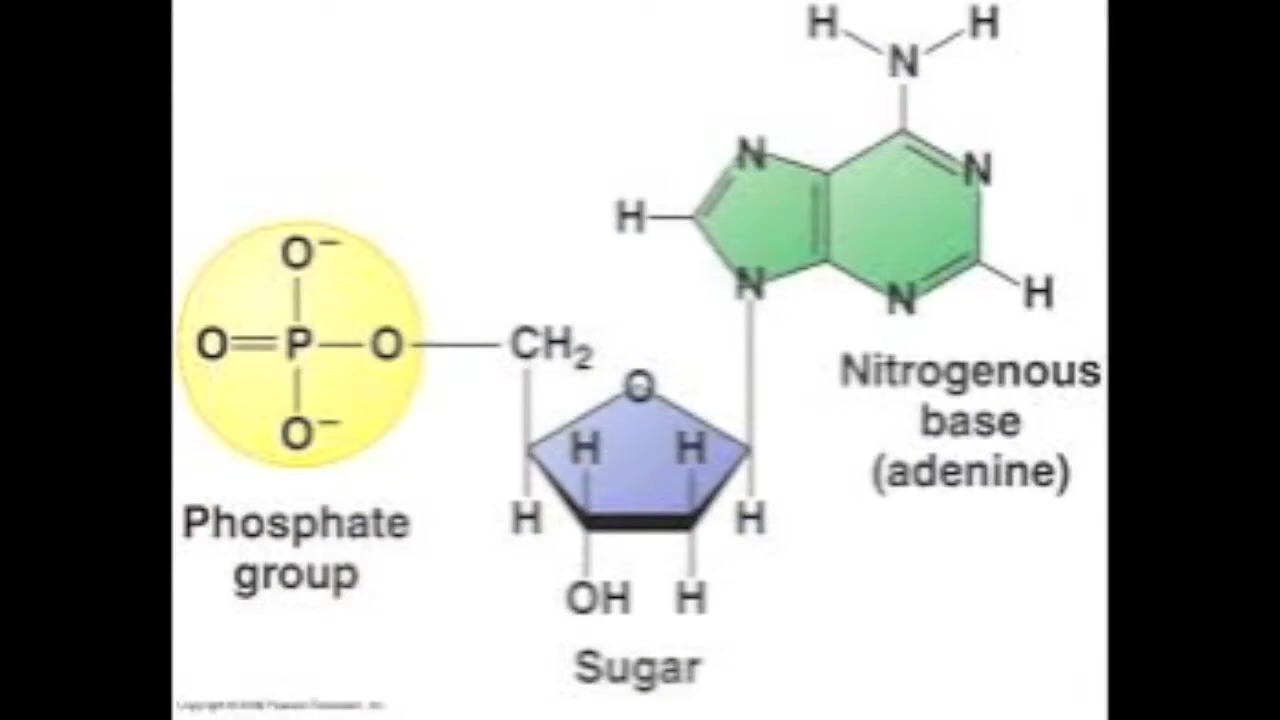 H H
N
N N
H
N N H
O⁻
O=P—O—CH₂
O⁻
O
H H
H H
OH H
Nitrogenous
base
(adenine)
Phosphate
group
Sugar